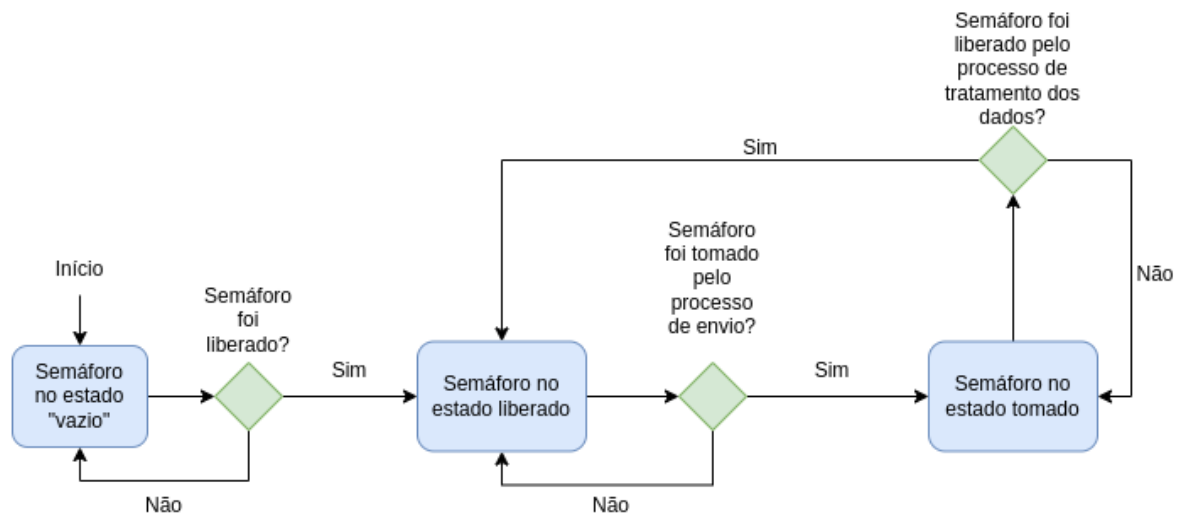 Início
Semáforo
no estado
"vazio"
Semáforo
foi
liberado?
Sim
Não
Semáforo no
estado liberado
Semáforo
foi tomado
pelo
processo
de envio?
Sim
Não
Semáforo no
estado tomado
Semáforo foi
liberado pelo
processo de
tratamento dos
dados?
Sim
Não